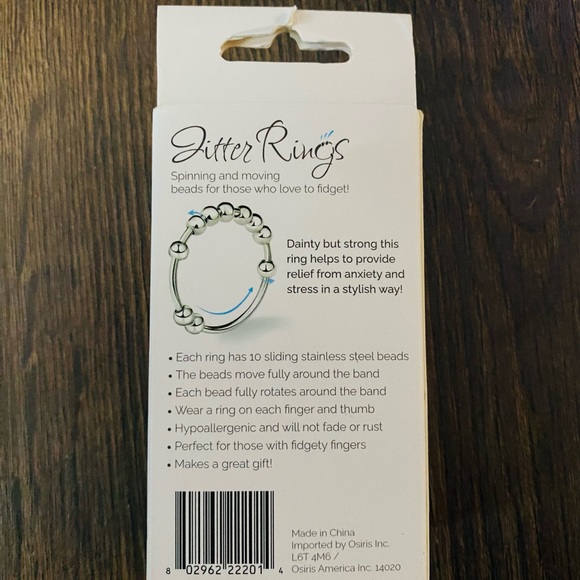 Jitter Rings
Spinning and moving
beads for those who love to fidget!
Dainty but strong this
ring helps to provide
relief from anxiety and
stress in a stylish way!
• Each ring has 10 sliding stainless steel beads
• The beads move fully around the band
• Each bead fully rotates around the band
• Wear a ring on each finger and thumb
• Hypoallergenic and will not fade or rust
• Perfect for those with fidgety fingers
• Makes a great gift!
Made in China
Imported by Osiris Inc.
L6T 4M6 /
Osiris America Inc. 14020
8 02962 22201 4